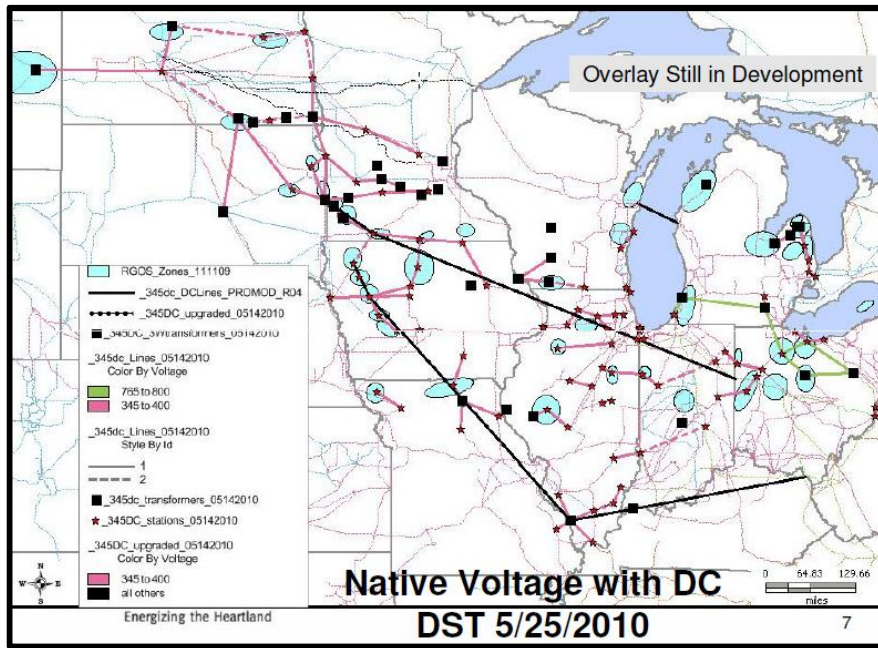 Overlay Still in Development
RGOS_Zones_111109
_345dc_DCLines_PROMOD_R04
_345DC_upgraded_05142010
_345DC_3Wtransformers_05142010
_345dc_Lines_05142010
Color By Voltage
765 to 800
345 to 400
_345dc_Lines_05142010
Style By Id
1
2
_345dc_transformers_05142010
_345DC_stations_05142010
_345DC_upgraded_05142010
Color By Voltage
345 to 400
all others
N
W E
S
0 64.83 129.66
miles
Native Voltage with DC
Energizing the Heartland
DST 5/25/2010
7